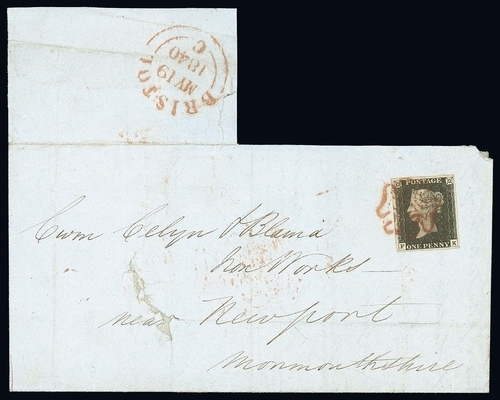 BRISTOL
MY 19
1840
C
POSTAGE
ONE PENNY
Cwm Celyn & Blaina
Iron Works
near Newport
Monmouthshire